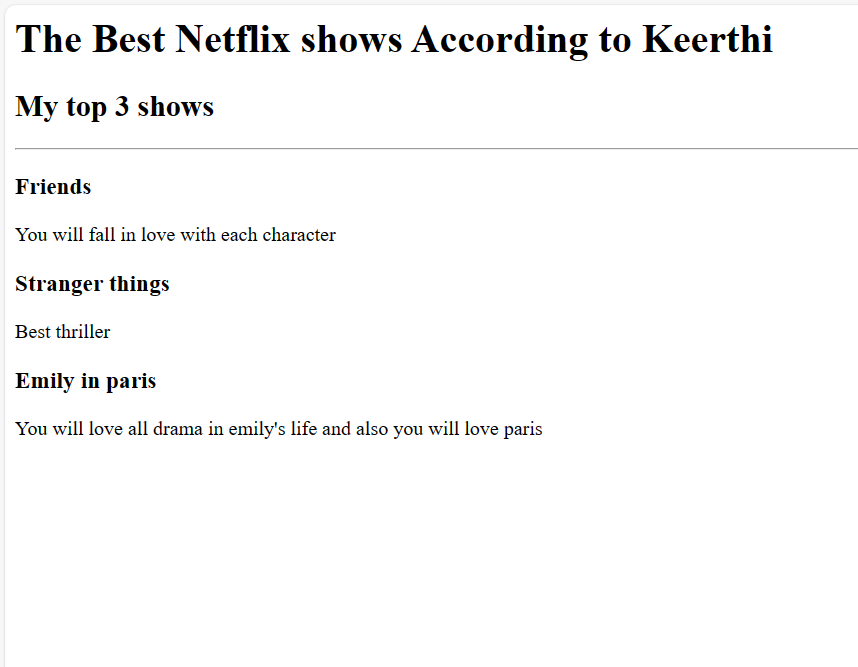 The Best Netflix shows According to Keerthi
My top 3 shows
Friends
You will fall in love with each character
Stranger things
Best thriller
Emily in paris
You will love all drama in emily's life and also you will love paris